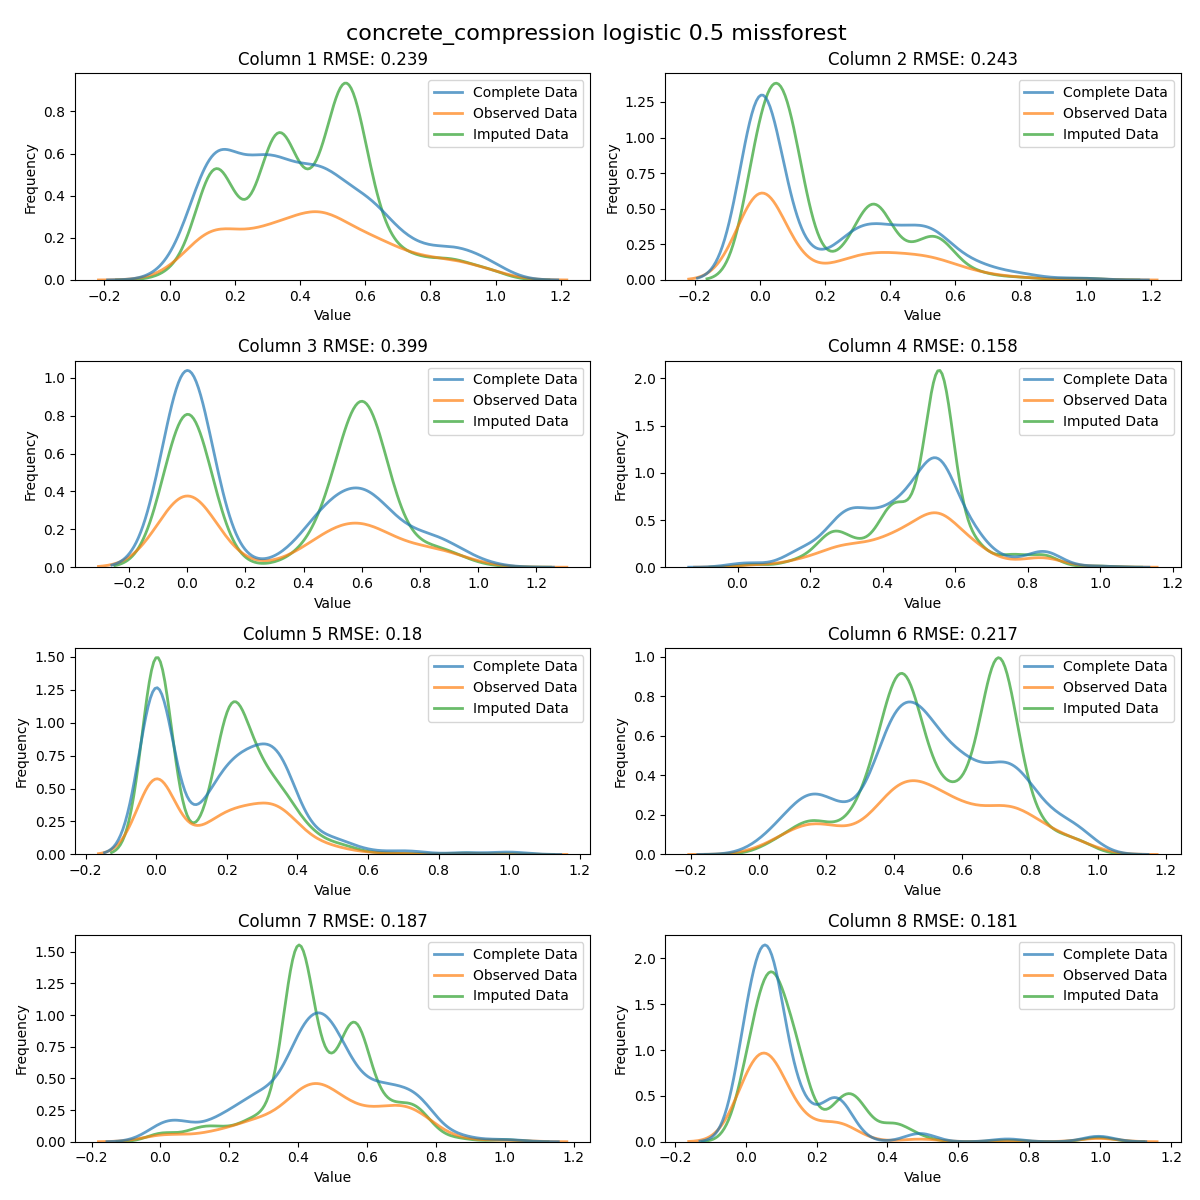 concrete_compression logistic 0.5 missforest
Column 1 RMSE: 0.239
Frequency
0.8
0.6
0.4
0.2
0.0
−0.2 0.0 0.2 0.4 0.6 0.8 1.0 1.2
Value
Complete Data
Observed Data
Imputed Data
Column 2 RMSE: 0.243
Frequency
1.25
1.00
0.75
0.50
0.25
0.00
−0.2 0.0 0.2 0.4 0.6 0.8 1.0 1.2
Value
Complete Data
Observed Data
Imputed Data
Column 3 RMSE: 0.399
Frequency
1.0
0.8
0.6
0.4
0.2
0.0
−0.2 0.0 0.2 0.4 0.6 0.8 1.0 1.2
Value
Complete Data
Observed Data
Imputed Data
Column 4 RMSE: 0.158
Frequency
2.0
1.5
1.0
0.5
0.0
0.0 0.2 0.4 0.6 0.8 1.0 1.2
Value
Complete Data
Observed Data
Imputed Data
Column 5 RMSE: 0.18
Frequency
1.50
1.25
1.00
0.75
0.50
0.25
0.00
−0.2 0.0 0.2 0.4 0.6 0.8 1.0 1.2
Value
Complete Data
Observed Data
Imputed Data
Column 6 RMSE: 0.217
Frequency
1.0
0.8
0.6
0.4
0.2
0.0
−0.2 0.0 0.2 0.4 0.6 0.8 1.0 1.2
Value
Complete Data
Observed Data
Imputed Data
Column 7 RMSE: 0.187
Frequency
1.50
1.25
1.00
0.75
0.50
0.25
0.00
−0.2 0.0 0.2 0.4 0.6 0.8 1.0 1.2
Value
Complete Data
Observed Data
Imputed Data
Column 8 RMSE: 0.181
Frequency
2.0
1.5
1.0
0.5
0.0
−0.2 0.0 0.2 0.4 0.6 0.8 1.0 1.2
Value
Complete Data
Observed Data
Imputed Data